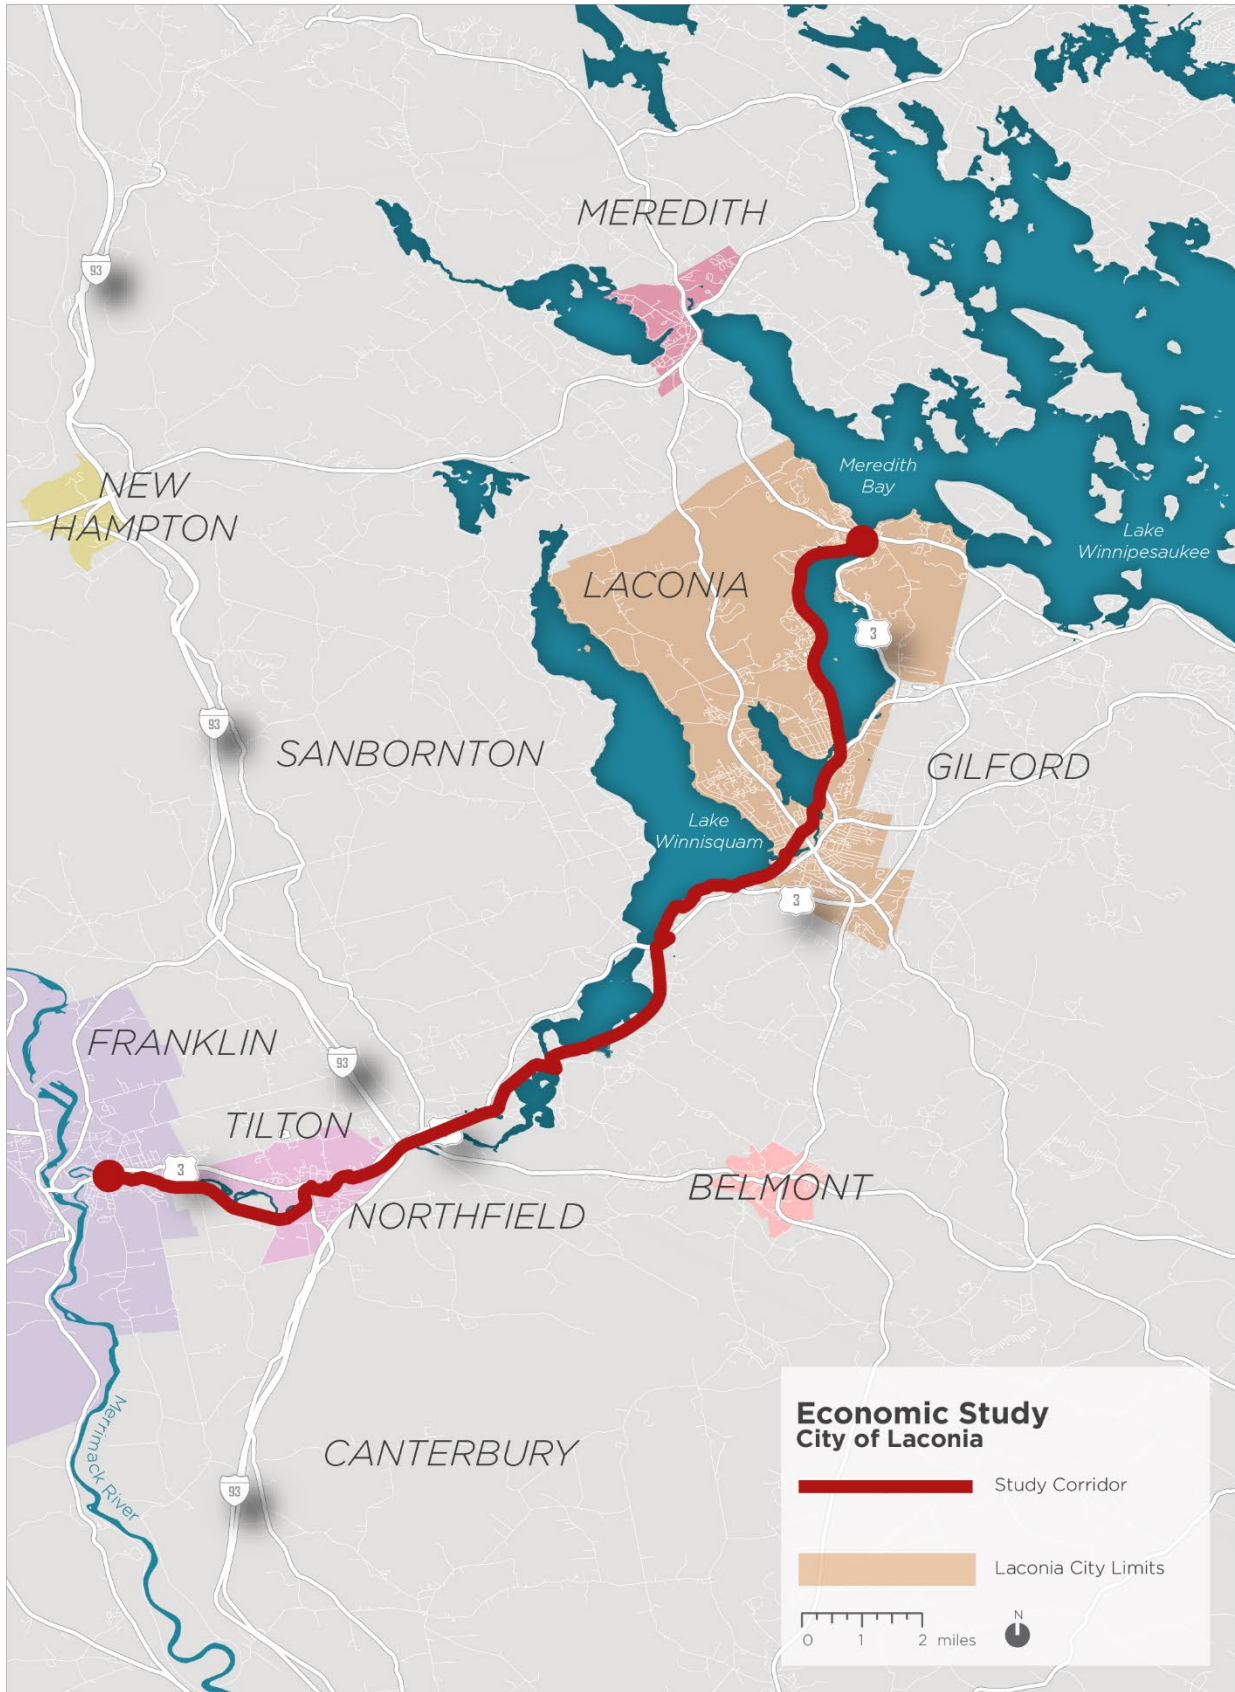 MEREDITH
93
Meredith
Bay
NEW
HAMPTON
Lake
Winnipesaukee
LACONIA
3
93
SANBORNTON
GILFORD
Lake
Winnisquam
3
FRANKLIN
93
TILTON
3
BELMONT
NORTHFIELD
Merrimack River
CANTERBURY
93
Economic Study
City of Laconia
Study Corridor
Laconia City Limits
N
0 1 2 miles